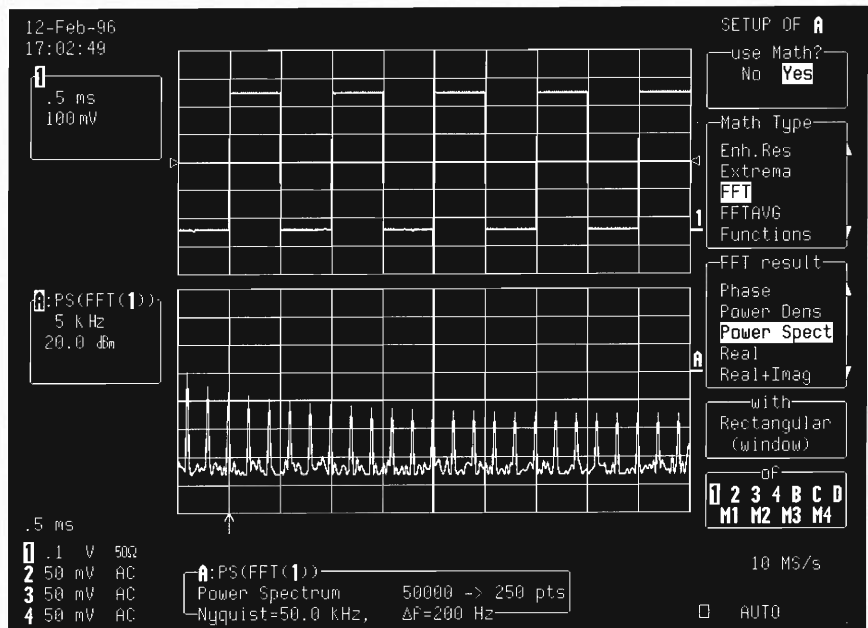 12-Feb-96
17:02:49
1
.5 ms
100mV
A:PS(FFT(1))
5 kHz
20.0 dBm
1
A
SETUP OF A
use Math?
No Yes
Math Type
Enh.Res
Extrema
FFT
FFTAVG
Functions
FFT result
Phase
Power Dens
Power Spect
Real
Real+Imag
with
Rectangular
(window)
of
1 2 3 4 B C D
M1 M2 M3 M4
.5 ms
1 .1 V 50Ω
2 50 mV AC
3 50 mV AC
4 50 mV AC
A:PS(FFT(1))
Power Spectrum 50000 -> 250 pts
Nyquist=50.0 kHz, Δf=200 Hz
10 MS/s
□ AUTO